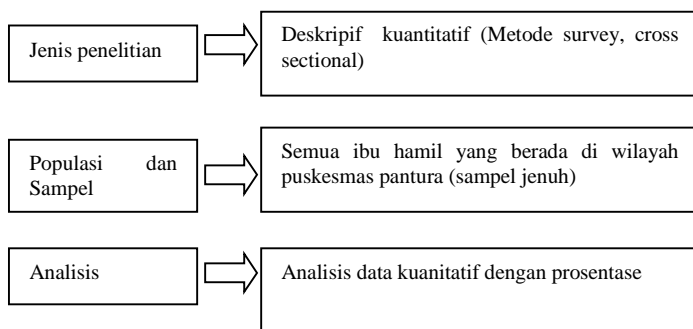 Jenis penelitian
Deskripif kuantitatif (Metode survey, cross
sectional)
Populasi dan
Sampel
Semua ibu hamil yang berada di wilayah
puskesmas pantura (sampel jenuh)
Analisis
Analisis data kuanitatif dengan prosentase